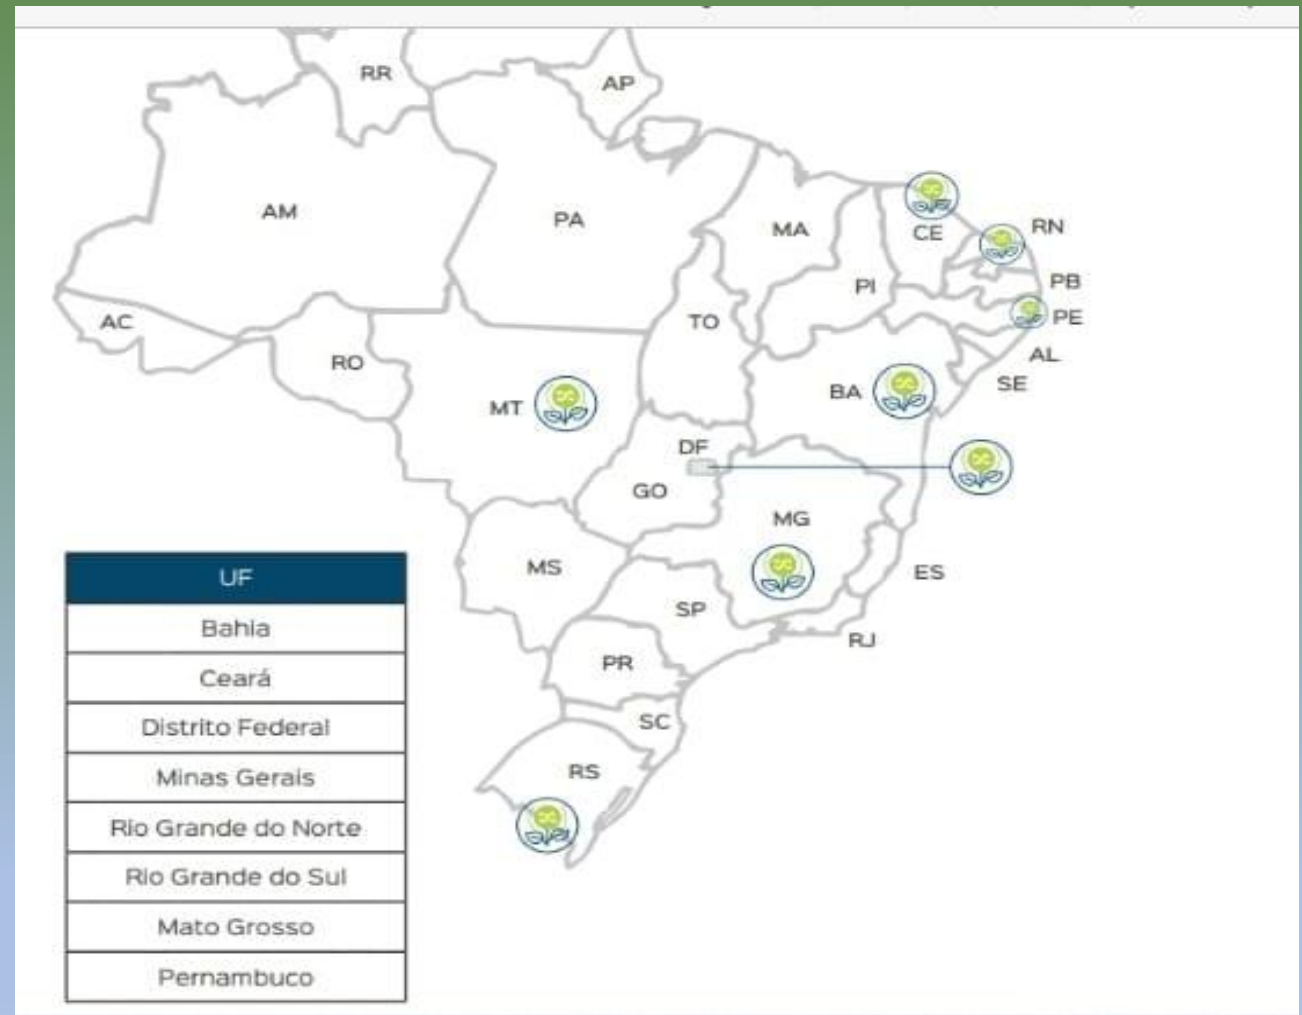 RR
AP
AM
PA
MA
CE
RN
PI
PB
PE
AC
TO
RO
AL
SE
MT
BA
DF
GO
MG
MS
ES
SP
RJ
PR
SC
RS
UF
Bahia
Ceará
Distrito Federal
Minas Gerais
Rio Grande do Norte
Rio Grande do Sul
Mato Grosso
Pernambuco